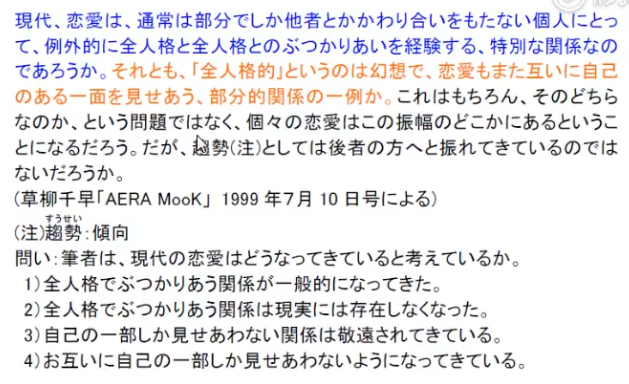 現代、恋愛は、通常は部分でしか他者とかかわり合いをもたない個人にとっ
て、例外的に全人格と全人格とのぶつかりあいを経験する、特別な関係なの
であろうか。それとも、「全人格的」というのは幻想で、恋愛もまた互いに自己
のある一面を見せあう、部分的関係の一例か。これはもちろん、そのどちら
なのか、という問題ではなく、個々の恋愛はこの振幅のどこかにあるというこ
とになるだろう。だが、趨勢(注)としては後者の方へと振れてきているのでは
ないだろうか。
(草柳千早「AERA MooK」 1999 年７月 10 日号による)
すうせい
(注)趨勢：傾向
問い：筆者は、現代の恋愛はどうなってきていると考えているか。
1)全人格でぶつかりあう関係が一般的になってきた。
2)全人格でぶつかりあう関係は現実には存在しなくなった。
3)自己の一部しか見せあわない関係は敬遠されてきている。
4)お互いに自己の一部しか見せあわないようになってきている。